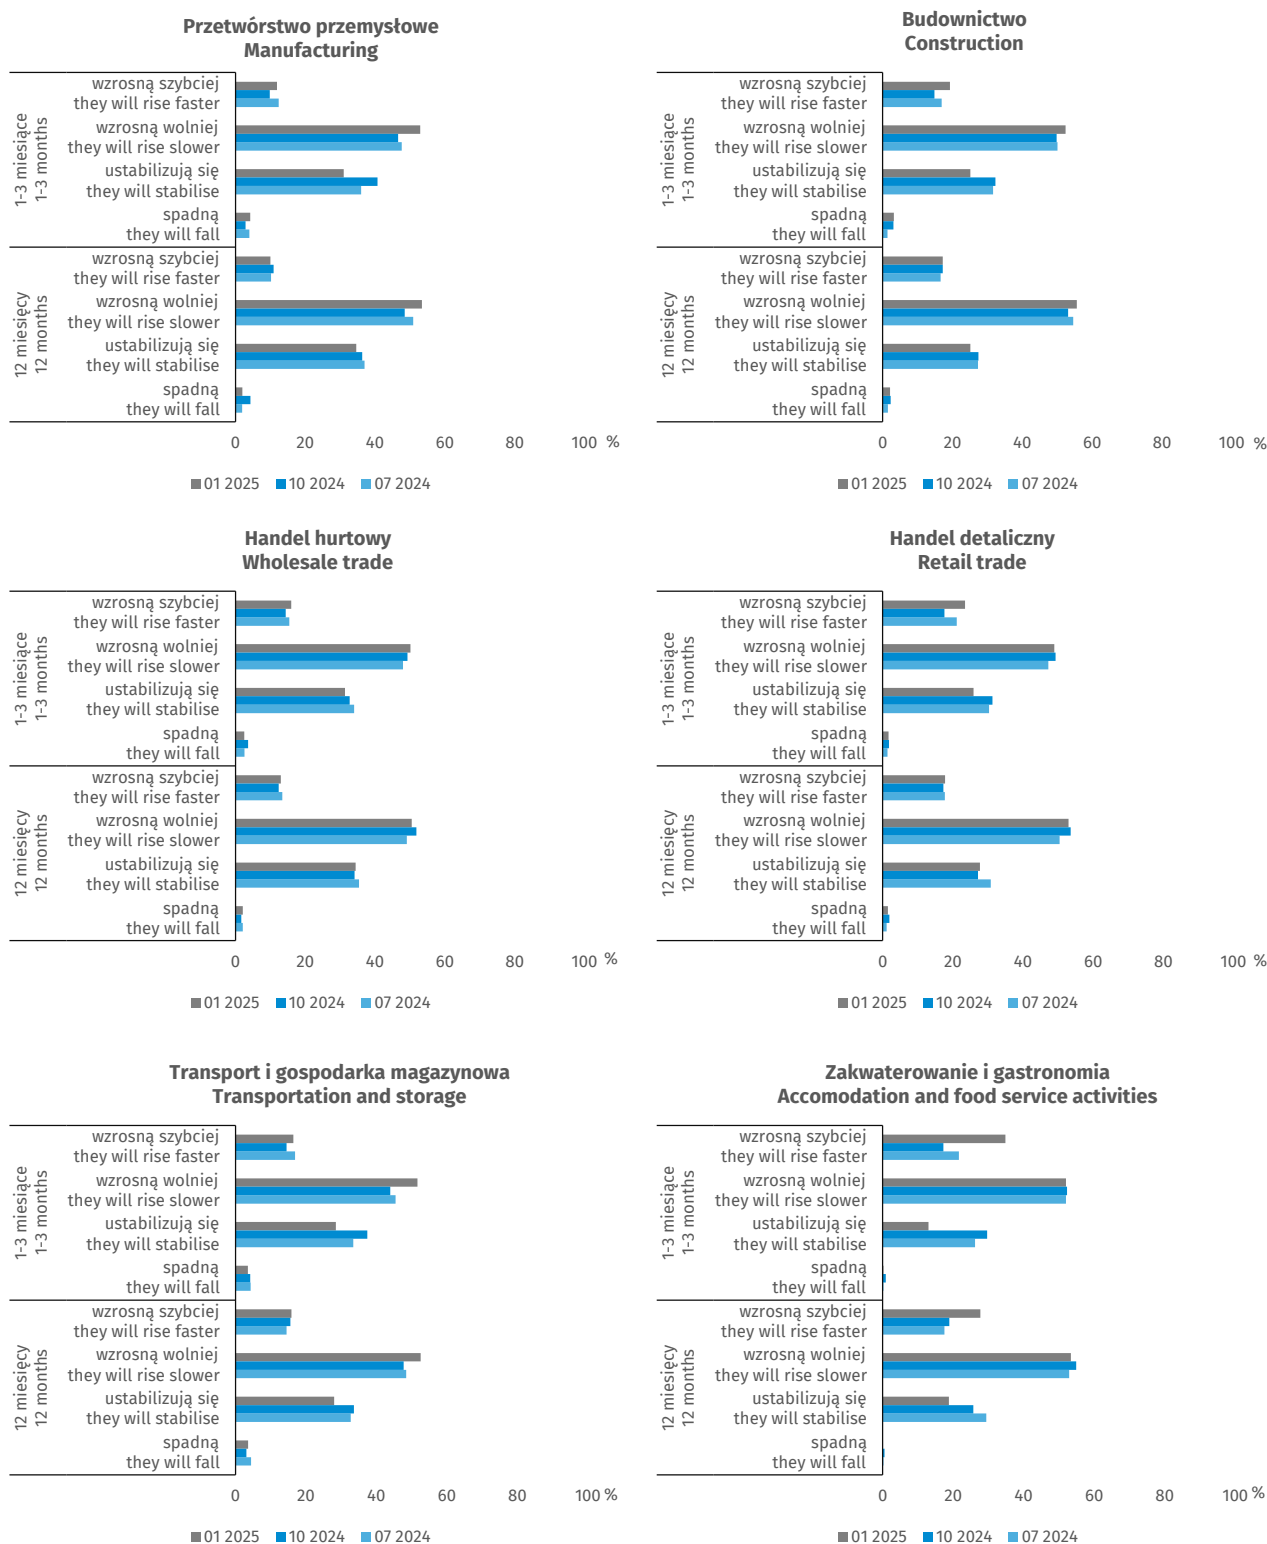 Przetwórstwo przemysłowe
Manufacturing
1-3 miesiące
1-3 months
wzrosną szybciej
they will rise faster
wzrosną wolniej
they will rise slower
ustabilizują się
they will stabilise
spadną
they will fall
12 miesięcy
12 months
wzrosną szybciej
they will rise faster
wzrosną wolniej
they will rise slower
ustabilizują się
they will stabilise
spadną
they will fall
0 20 40 60 80 100 %
01 2025 10 2024 07 2024
Budownictwo
Construction
1-3 miesiące
1-3 months
wzrosną szybciej
they will rise faster
wzrosną wolniej
they will rise slower
ustabilizują się
they will stabilise
spadną
they will fall
12 miesięcy
12 months
wzrosną szybciej
they will rise faster
wzrosną wolniej
they will rise slower
ustabilizują się
they will stabilise
spadną
they will fall
0 20 40 60 80 100 %
01 2025 10 2024 07 2024
Handel hurtowy
Wholesale trade
1-3 miesiące
1-3 months
wzrosną szybciej
they will rise faster
wzrosną wolniej
they will rise slower
ustabilizują się
they will stabilise
spadną
they will fall
12 miesięcy
12 months
wzrosną szybciej
they will rise faster
wzrosną wolniej
they will rise slower
ustabilizują się
they will stabilise
spadną
they will fall
0 20 40 60 80 100 %
01 2025 10 2024 07 2024
Handel detaliczny
Retail trade
1-3 miesiące
1-3 months
wzrosną szybciej
they will rise faster
wzrosną wolniej
they will rise slower
ustabilizują się
they will stabilise
spadną
they will fall
12 miesięcy
12 months
wzrosną szybciej
they will rise faster
wzrosną wolniej
they will rise slower
ustabilizują się
they will stabilise
spadną
they will fall
0 20 40 60 80 100 %
01 2025 10 2024 07 2024
Transport i gospodarka magazynowa
Transportation and storage
1-3 miesiące
1-3 months
wzrosną szybciej
they will rise faster
wzrosną wolniej
they will rise slower
ustabilizują się
they will stabilise
spadną
they will fall
12 miesięcy
12 months
wzrosną szybciej
they will rise faster
wzrosną wolniej
they will rise slower
ustabilizują się
they will stabilise
spadną
they will fall
0 20 40 60 80 100 %
01 2025 10 2024 07 2024
Zakwaterowanie i gastronomia
Accomodation and food service activities
1-3 miesiące
1-3 months
wzrosną szybciej
they will rise faster
wzrosną wolniej
they will rise slower
ustabilizują się
they will stabilise
spadną
they will fall
12 miesięcy
12 months
wzrosną szybciej
they will rise faster
wzrosną wolniej
they will rise slower
ustabilizują się
they will stabilise
spadną
they will fall
0 20 40 60 80 100 %
01 2025 10 2024 07 2024